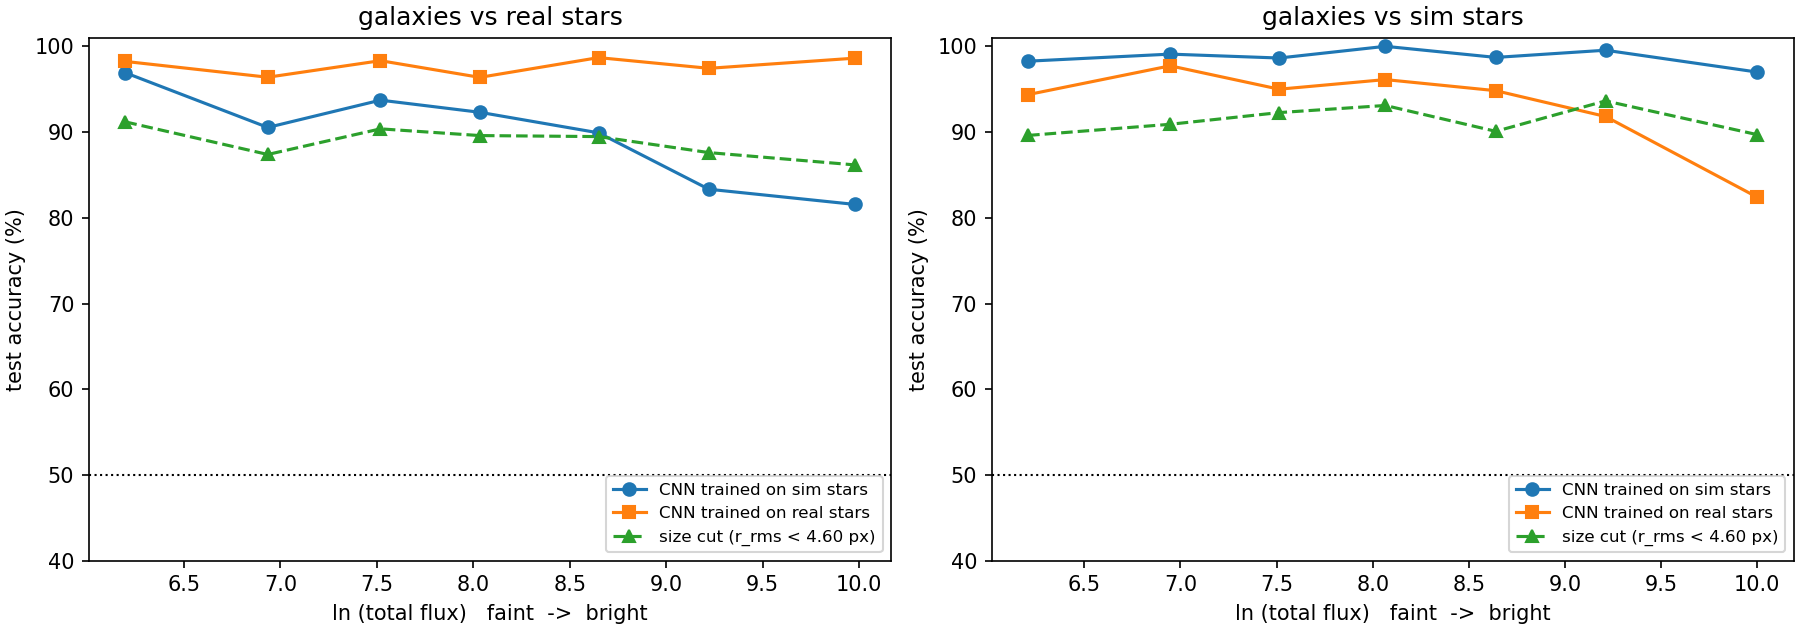 galaxies vs real stars
test accuracy (%)
100
90
80
70
60
50
40
6.5 7.0 7.5 8.0 8.5 9.0 9.5 10.0
ln (total flux)   faint  ->  bright
CNN trained on sim stars
CNN trained on real stars
size cut (r_rms < 4.60 px)
galaxies vs sim stars
test accuracy (%)
100
90
80
70
60
50
40
6.5 7.0 7.5 8.0 8.5 9.0 9.5 10.0
ln (total flux)   faint  ->  bright
CNN trained on sim stars
CNN trained on real stars
size cut (r_rms < 4.60 px)